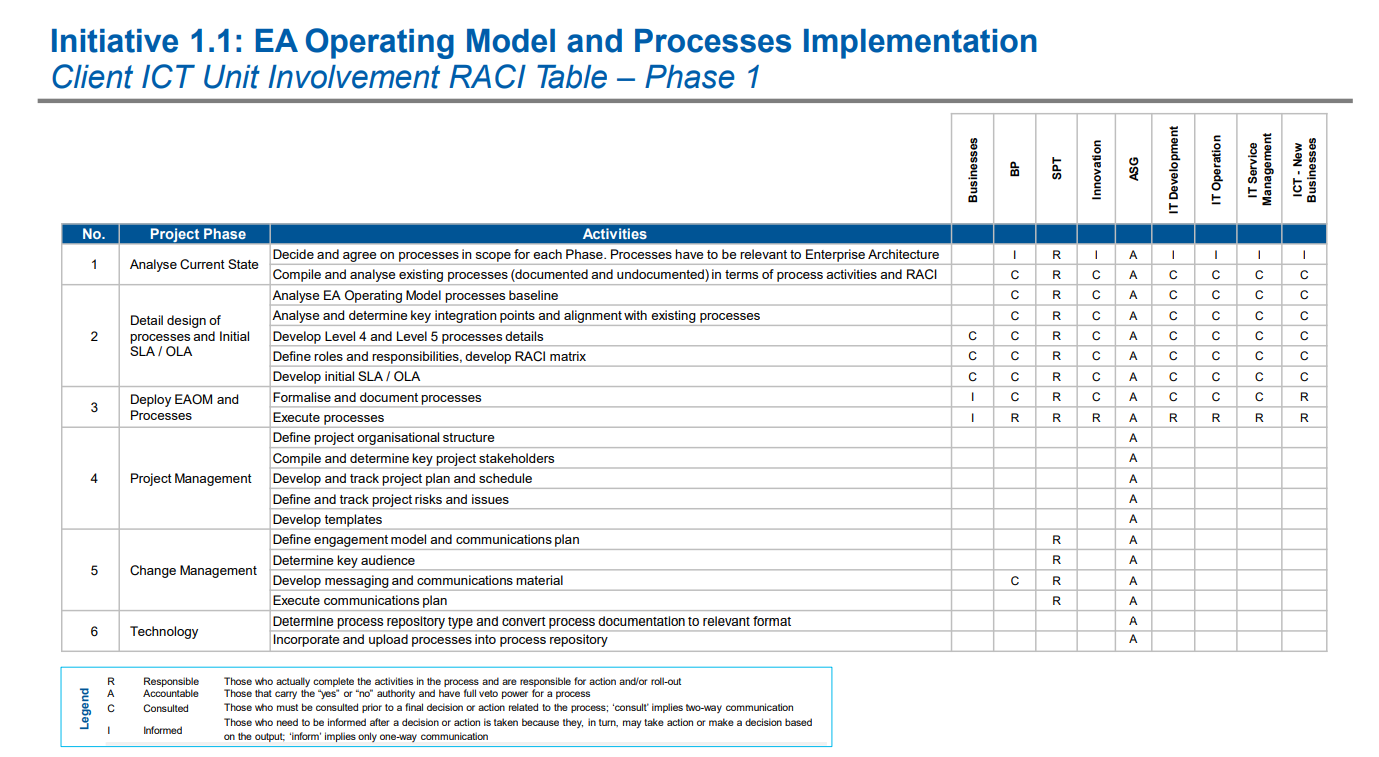 Initiative 1.1: EA Operating Model and Processes Implementation
Client ICT Unit Involvement RACI Table – Phase 1
Businesses
BP
SPT
Innovation
ASG
IT Development
IT Operation
IT Service
Management
ICT - New
Businesses
No. Project Phase Activities
1 Analyse Current State
Decide and agree on processes in scope for each Phase. Processes have to be relevant to Enterprise Architecture I R I A I I I I
Compile and analyse existing processes (documented and undocumented) in terms of process activities and RACI C R C A C C C C
2 Detail design of
processes and Initial
SLA / OLA
Analyse EA Operating Model processes baseline C R C A C C C C
Analyse and determine key integration points and alignment with existing processes C R C A C C C C
Develop Level 4 and Level 5 processes details C C R C A C C C C
Define roles and responsibilities, develop RACI matrix C C R C A C C C C
Develop initial SLA / OLA C C R C A C C C C
3 Deploy EAOM and
Processes
Formalise and document processes I C R C A C C C R
Execute processes I R R R A R R R R
4 Project Management
Define project organisational structure A
Compile and determine key project stakeholders A
Develop and track project plan and schedule A
Define and track project risks and issues A
Develop templates A
5 Change Management
Define engagement model and communications plan R A
Determine key audience R A
Develop messaging and communications material C R A
Execute communications plan R A
6 Technology
Determine process repository type and convert process documentation to relevant format A
Incorporate and upload processes into process repository A
Legend
R Responsible Those who actually complete the activities in the process and are responsible for action and/or roll-out
A Accountable Those that carry the “yes” or “no” authority and have full veto power for a process
C Consulted Those who must be consulted prior to a final decision or action related to the process; ‘consult’ implies two-way communication
I Informed Those who need to be informed after a decision or action is taken because they, in turn, may take action or make a decision based
on the output; ‘inform’ implies only one-way communication